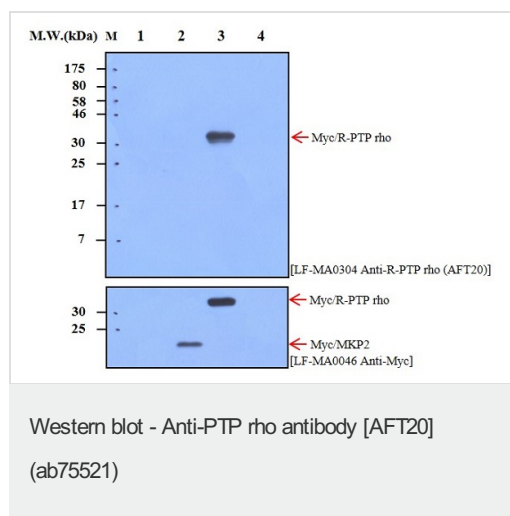 M.W.(kDa) M 1 2 3 4
175
80
58
46
30
25
17
7
Myc/R-PTP rho
[LF-MA0304 Anti-R-PTP rho (AFT20)]
30
25
Myc/R-PTP rho
Myc/MKP2
[LF-MA0046 Anti-Myc]
Western blot - Anti-PTP rho antibody [AFT20]
(ab75521)